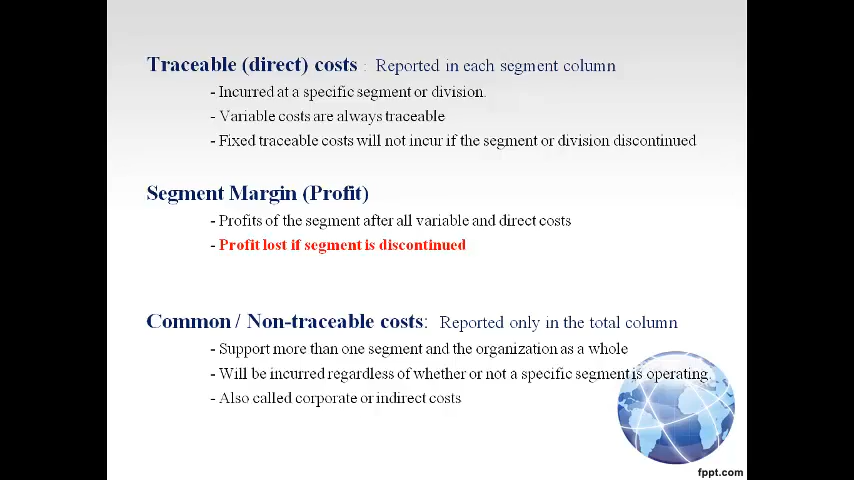 Traceable (direct) costs : Reported in each segment column
- Incurred at a specific segment or division.
- Variable costs are always traceable
- Fixed traceable costs will not incur if the segment or division discontinued
Segment Margin (Profit)
- Profits of the segment after all variable and direct costs
- Profit lost if segment is discontinued
Common / Non-traceable costs: Reported only in the total column
- Support more than one segment and the organization as a whole
- Will be incurred regardless of whether or not a specific segment is operating.
- Also called corporate or indirect costs
fppt.com